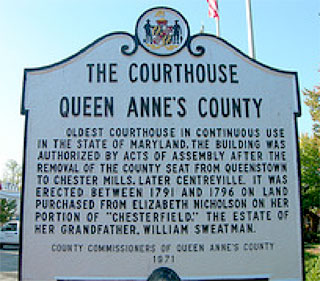 THE COURTHOUSE
QUEEN ANNE'S COUNTY
OLDEST COURTHOUSE IN CONTINUOUS USE
IN THE STATE OF MARYLAND. THE BUILDING WAS
AUTHORIZED BY ACTS OF ASSEMBLY AFTER THE
REMOVAL OF THE COUNTY SEAT FROM QUEENSTOWN
TO CHESTER MILLS, LATER CENTREVILLE. IT WAS
ERECTED BETWEEN 1791 AND 1796 ON LAND
PURCHASED FROM ELIZABETH NICHOLSON ON HER
PORTION OF "CHESTERFIELD," THE ESTATE OF
HER GRANDFATHER, WILLIAM SWEATMAN.
COUNTY COMMISSIONERS OF QUEEN ANNE'S COUNTY
1971